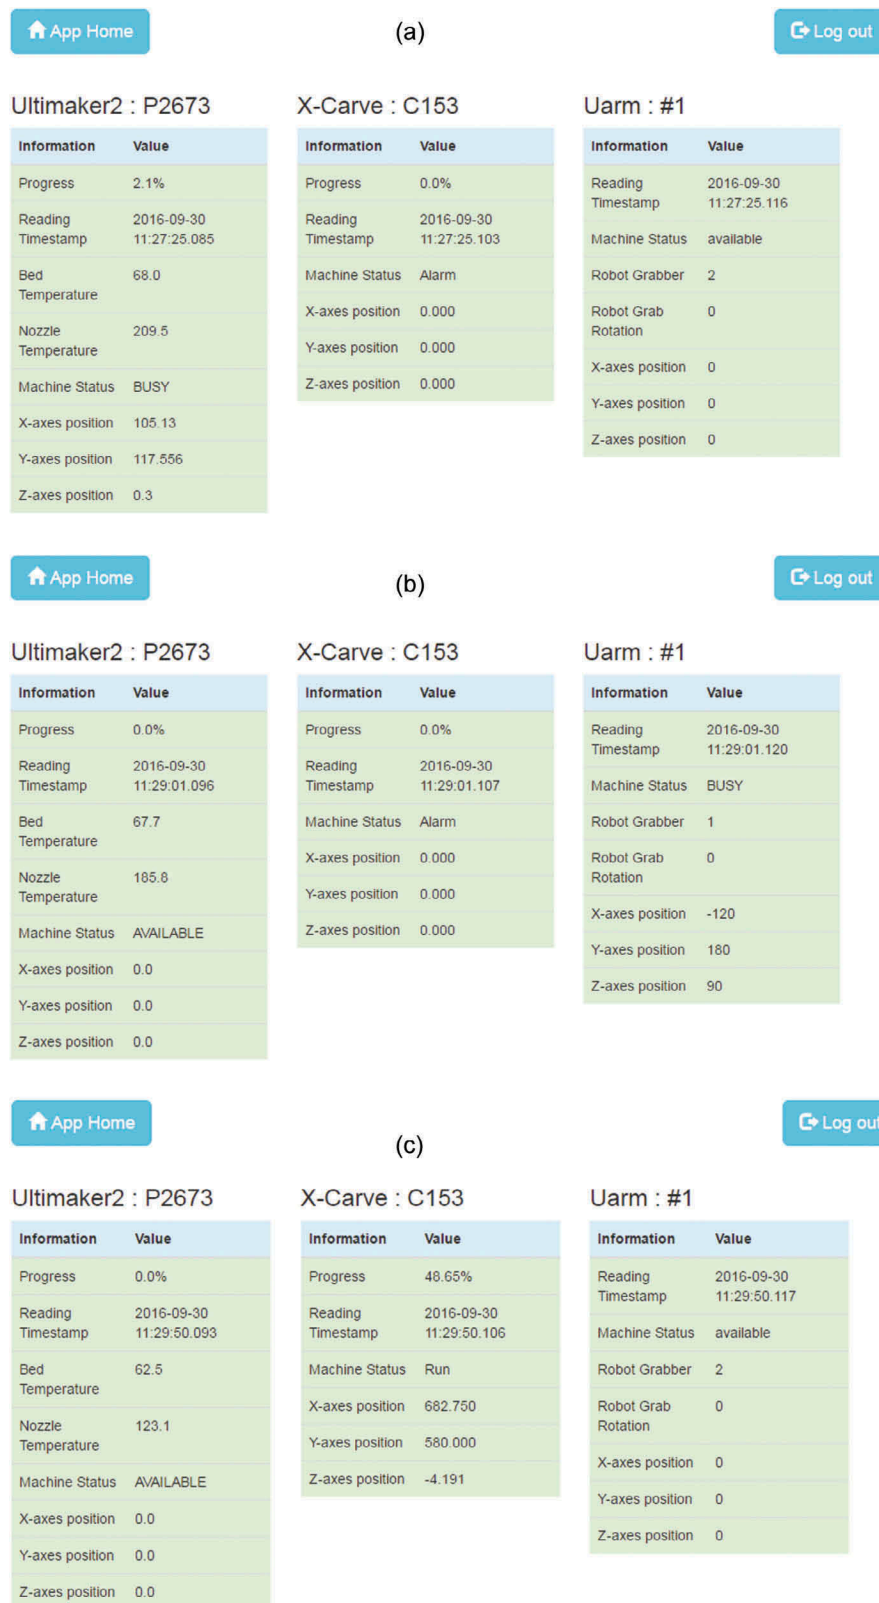 App Home
(a)
Log out
Ultimaker2 : P2673
Information Value
Progress 2.1%
Reading 2016-09-30
Timestamp 11:27:25.085
Bed 68.0
Temperature
Nozzle 209.5
Temperature
Machine Status BUSY
X-axes position 105.13
Y-axes position 117.556
Z-axes position 0.3
X-Carve : C153
Information Value
Progress 0.0%
Reading 2016-09-30
Timestamp 11:27:25.103
Machine Status Alarm
X-axes position 0.000
Y-axes position 0.000
Z-axes position 0.000
Uarm : #1
Information Value
Reading 2016-09-30
Timestamp 11:27:25.116
Machine Status available
Robot Grabber 2
Robot Grab 0
Rotation
X-axes position 0
Y-axes position 0
Z-axes position 0
App Home
(b)
Log out
Ultimaker2 : P2673
Information Value
Progress 0.0%
Reading 2016-09-30
Timestamp 11:29:01.096
Bed 67.7
Temperature
Nozzle 185.8
Temperature
Machine Status AVAILABLE
X-axes position 0.0
Y-axes position 0.0
Z-axes position 0.0
X-Carve : C153
Information Value
Progress 0.0%
Reading 2016-09-30
Timestamp 11:29:01.107
Machine Status Alarm
X-axes position 0.000
Y-axes position 0.000
Z-axes position 0.000
Uarm : #1
Information Value
Reading 2016-09-30
Timestamp 11:29:01.120
Machine Status BUSY
Robot Grabber 1
Robot Grab 0
Rotation
X-axes position -120
Y-axes position 180
Z-axes position 90
App Home
(c)
Log out
Ultimaker2 : P2673
Information Value
Progress 0.0%
Reading 2016-09-30
Timestamp 11:29:50.093
Bed 62.5
Temperature
Nozzle 123.1
Temperature
Machine Status AVAILABLE
X-axes position 0.0
Y-axes position 0.0
Z-axes position 0.0
X-Carve : C153
Information Value
Progress 48.65%
Reading 2016-09-30
Timestamp 11:29:50.106
Machine Status Run
X-axes position 682.750
Y-axes position 580.000
Z-axes position -4.191
Uarm : #1
Information Value
Reading 2016-09-30
Timestamp 11:29:50.117
Machine Status available
Robot Grabber 2
Robot Grab 0
Rotation
X-axes position 0
Y-axes position 0
Z-axes position 0